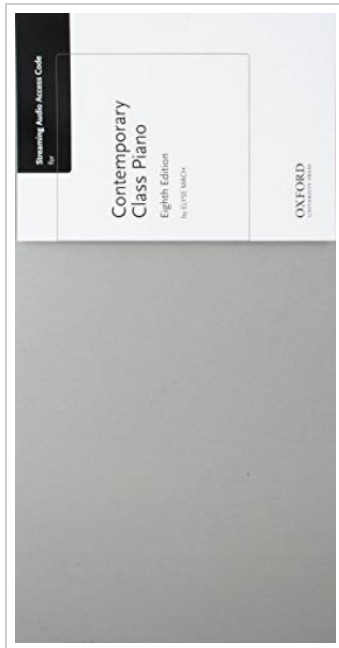 Streaming Audio Access Code
for
Contemporary
Class Piano
Eighth Edition
by ELYSE MACH
OXFORD
UNIVERSITY PRESS